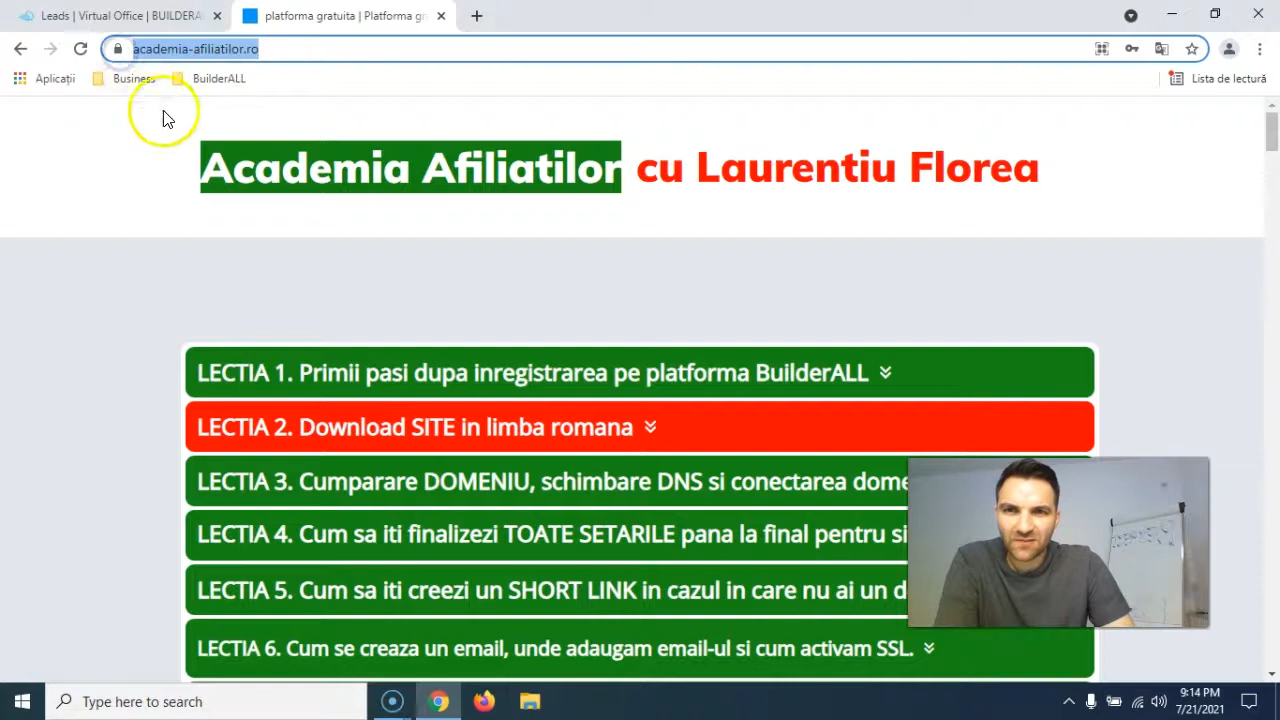 Leads | Virtual Office | BUILDERA
platforma gratuita | Platforma gr
academia-afiliatilor.ro
Aplicații
Business
BuilderALL
Lista de lectură
Academia Afiliatilor cu Laurentiu Florea
LECTIA 1. Primii pasi dupa inregistrarea pe platforma BuilderALL
LECTIA 2. Download SITE in limba romana
LECTIA 3. Cumparare DOMENIU, schimbare DNS si conectarea dome
LECTIA 4. Cum sa iti finalizezi TOATE SETARILE pana la final pentru si
LECTIA 5. Cum sa iti creezi un SHORT LINK in cazul in care nu ai un d
LECTIA 6. Cum se creaza un email, unde adaugam email-ul si cum activam SSL.
Type here to search
9:14 PM
7/21/2021